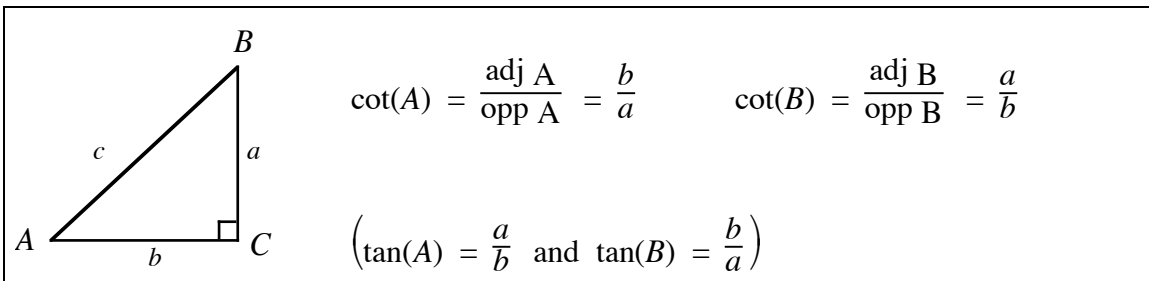 B
cot(A) = adj A / opp A = b/a
cot(B) = adj B / opp B = a/b
c
a
A
C
b
(tan(A) = a/b and tan(B) = b/a)